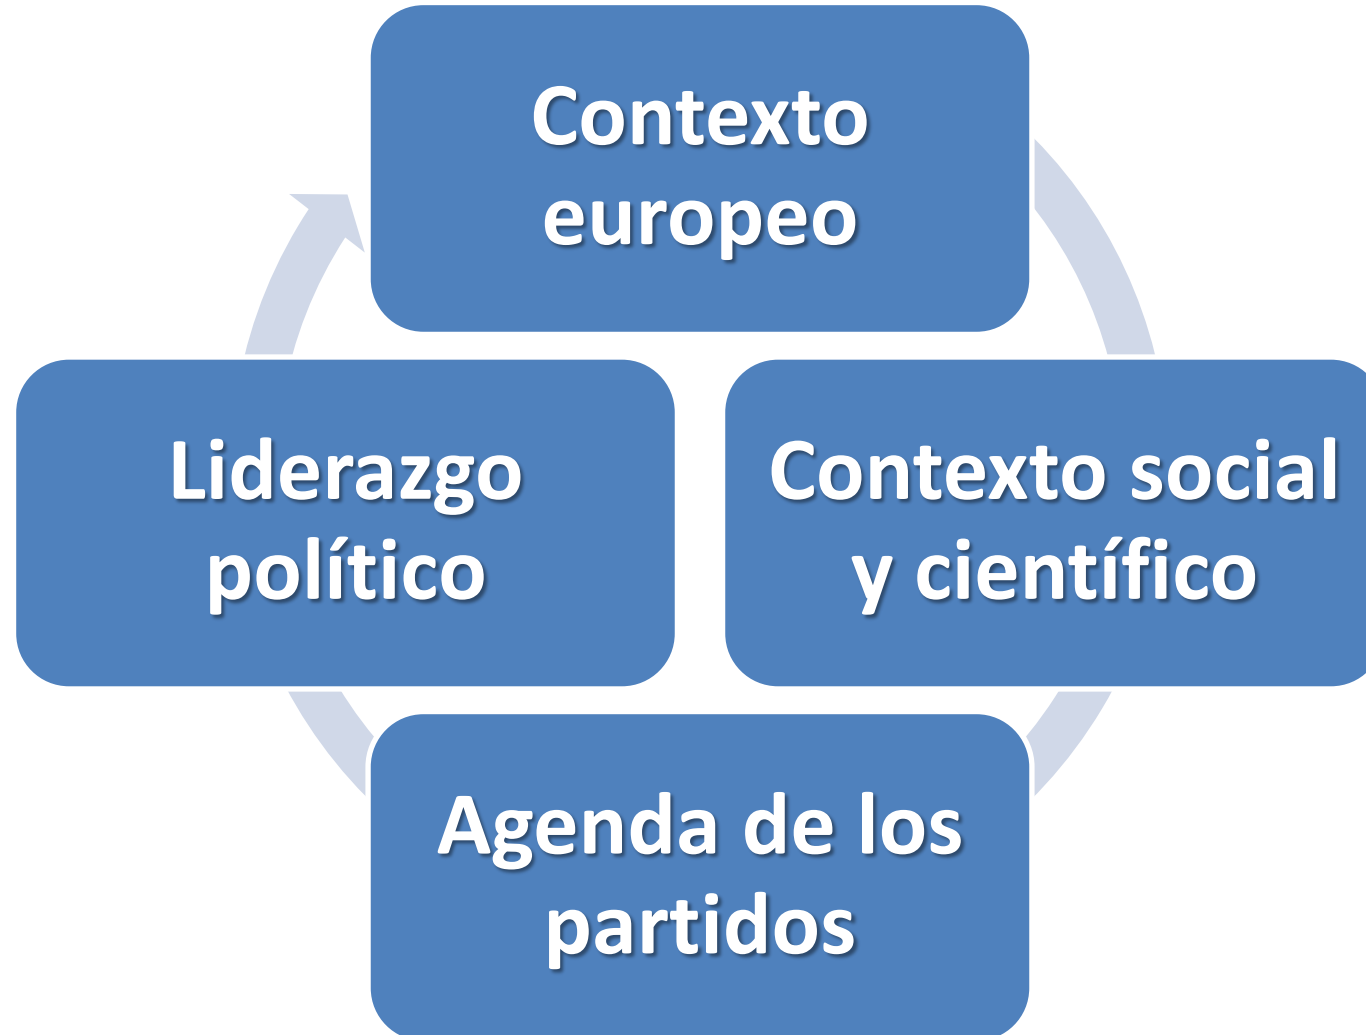 Contexto
europeo
Liderazgo
político
Contexto social
y científico
Agenda de los
partidos